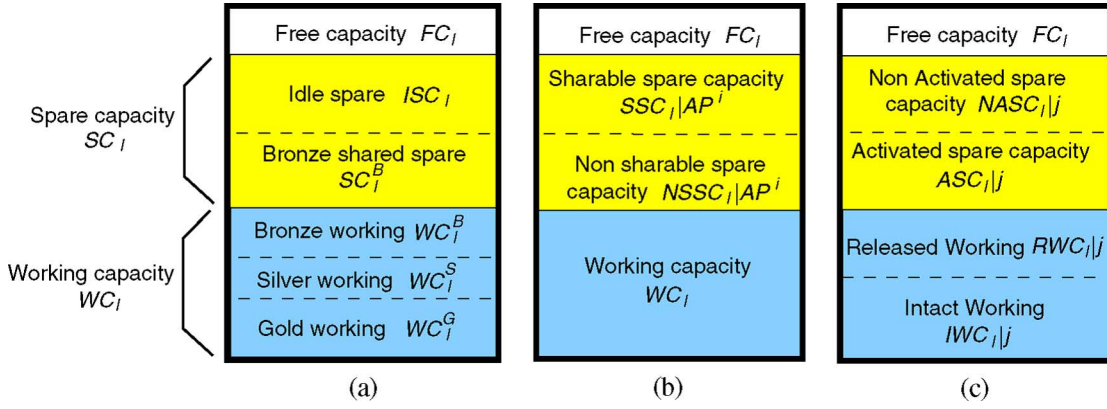 Spare capacity
SC_l
Working capacity
WC_l
Free capacity FC_l
Idle spare ISC_l
Bronze shared spare
SC_l^B
Bronze working WC_l^B
Silver working WC_l^S
Gold working WC_l^G
(a)
Free capacity FC_l
Sharable spare capacity
SSC_l|AP^i
Non sharable spare
capacity NSSC_l|AP^i
Working capacity
WC_l
(b)
Free capacity FC_l
Non Activated spare
capacity NASC_l|j
Activated spare capacity
ASC_l|j
Released Working RWC_l|j
Intact Working
IWC_l|j
(c)